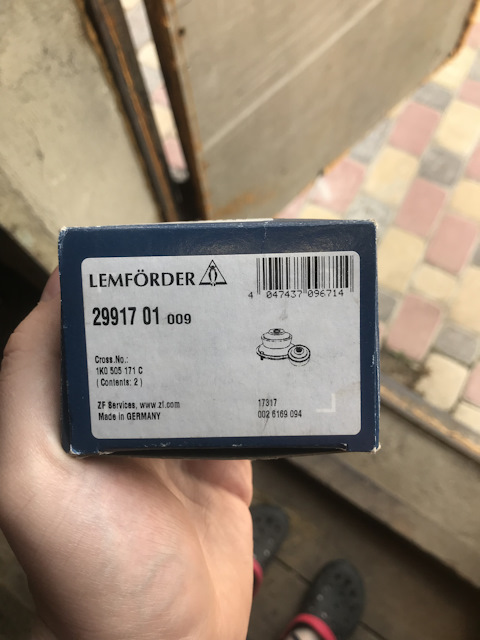 LEMFÖRDER
4 047437 096714
29917 01 009
Cross.No.:
1K0 505 171 C
( Contents: 2 )
ZF Services, www.zf.com
Made in GERMANY
17317
002 6169 094